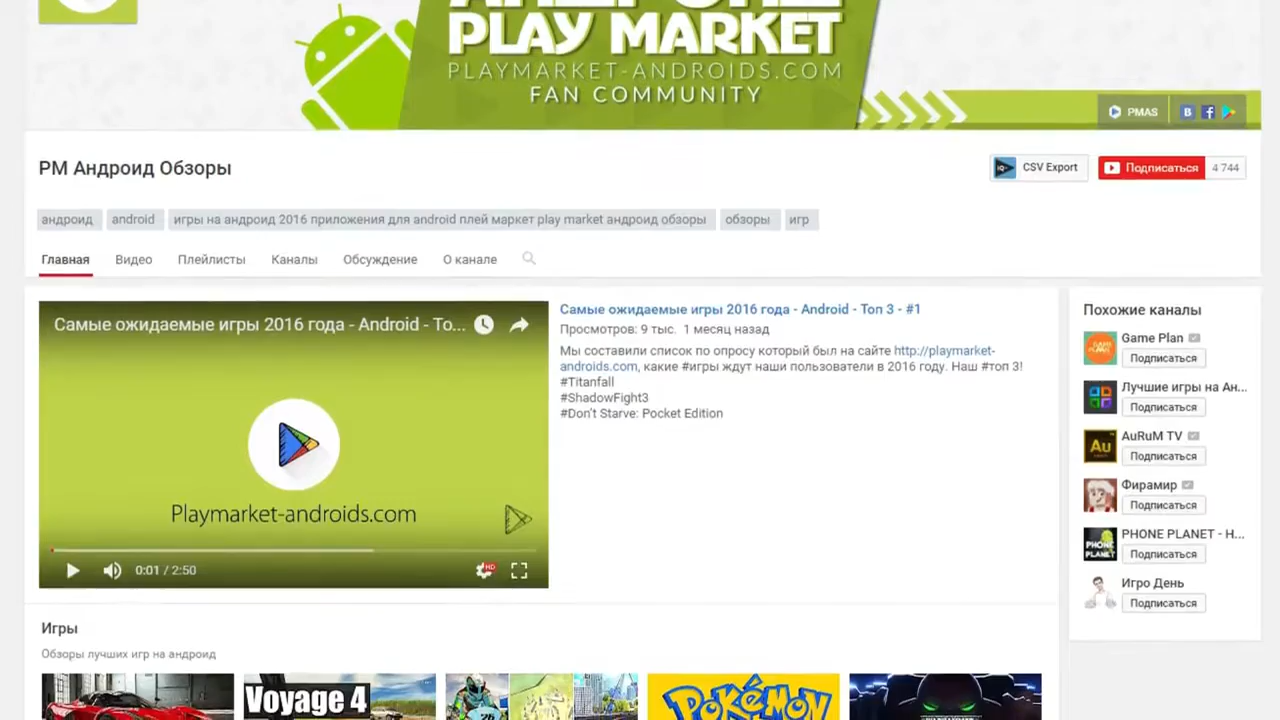 PLAY MARKET
PLAYMARKET-ANDROIDS.COM
FAN COMMUNITY
PMAS
РМ Андроид Обзоры
CSV Export
Подписаться
4 744
андроид
android
игры на андроид 2016 приложения для android плей маркет play market андроид обзоры
обзоры
игр
Главная
Видео
Плейлисты
Каналы
Обсуждение
О канале
Самые ожидаемые игры 2016 года - Android - То...
Playmarket-androids.com
0:01 / 2:50
HD
Самые ожидаемые игры 2016 года - Android - Топ 3 - #1
Просмотров: 9 тыс. 1 месяц назад
Мы составили список по опросу который был на сайте http://playmarket-
androids.com, какие #игры ждут наши пользователи в 2016 году. Наш #топ 3!
#Titanfall
#ShadowFight3
#Don't Starve: Pocket Edition
Похожие каналы
Game Plan
Подписаться
Лучшие игры на Ан...
Подписаться
Au
AuRuM TV
Подписаться
Фирамир
Подписаться
PHONE
PLANET
PHONE PLANET - Н...
Подписаться
Игро День
Подписаться
Игры
Обзоры лучших игр на андроид
Voyage 4
POKÉMON